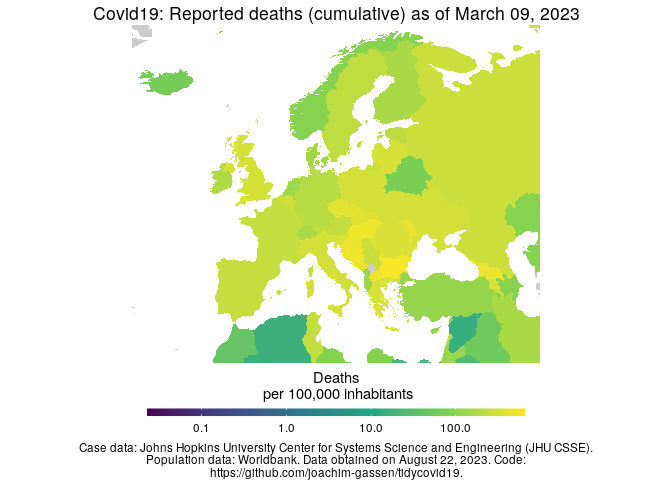 Covid19: Reported deaths (cumulative) as of March 09, 2023
Deaths
per 100,000 inhabitants
0.1 1.0 10.0 100.0
Case data: Johns Hopkins University Center for Systems Science and Engineering (JHU CSSE).
Population data: Worldbank. Data obtained on August 22, 2023. Code:
https://github.com/joachim-gassen/tidycovid19.